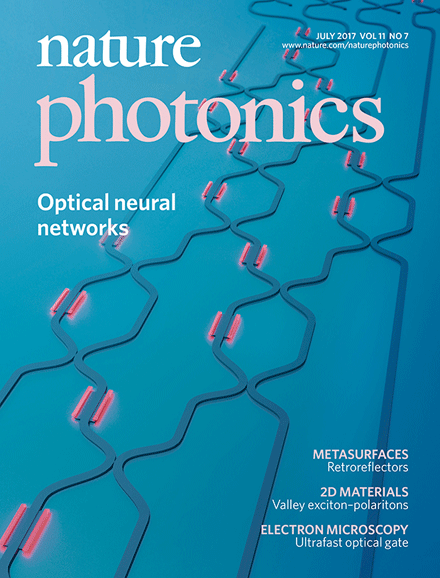 nature
JULY 2017 VOL 11 NO 7
www.nature.com/naturephotonics
photonics
Optical neural
networks
METASURFACES
Retroreflectors
2D MATERIALS
Valley exciton–polaritons
ELECTRON MICROSCOPY
Ultrafast optical gate